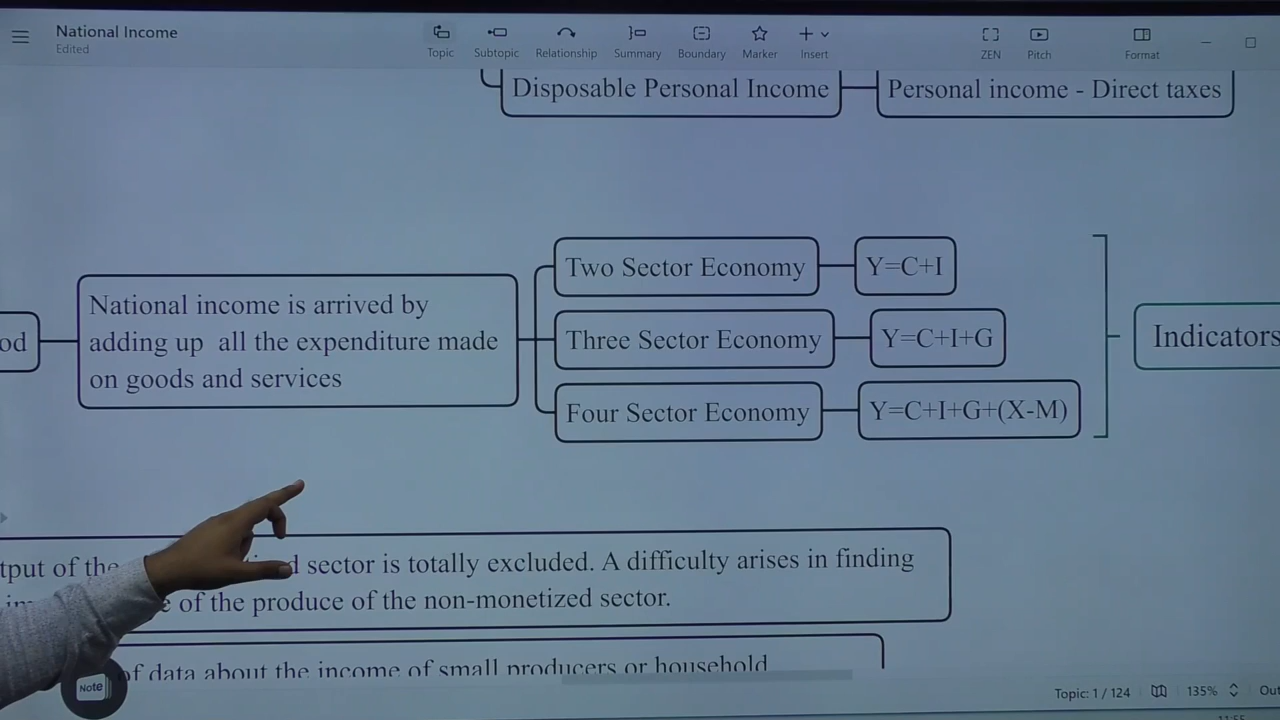 National Income
Edited
Topic
Subtopic
Relationship
Summary
Boundary
Marker
Insert
ZEN
Pitch
Format
Disposable Personal Income
Personal income - Direct taxes
od
National income is arrived by
adding up all the expenditure made
on goods and services
Two Sector Economy
Y=C+I
Three Sector Economy
Y=C+I+G
Four Sector Economy
Y=C+I+G+(X-M)
Indicators
tput of the sector is totally excluded. A difficulty arises in finding
of the produce of the non-monetized sector.
of data about the income of small producers or household
Note
Topic: 1 / 124
135%
Out